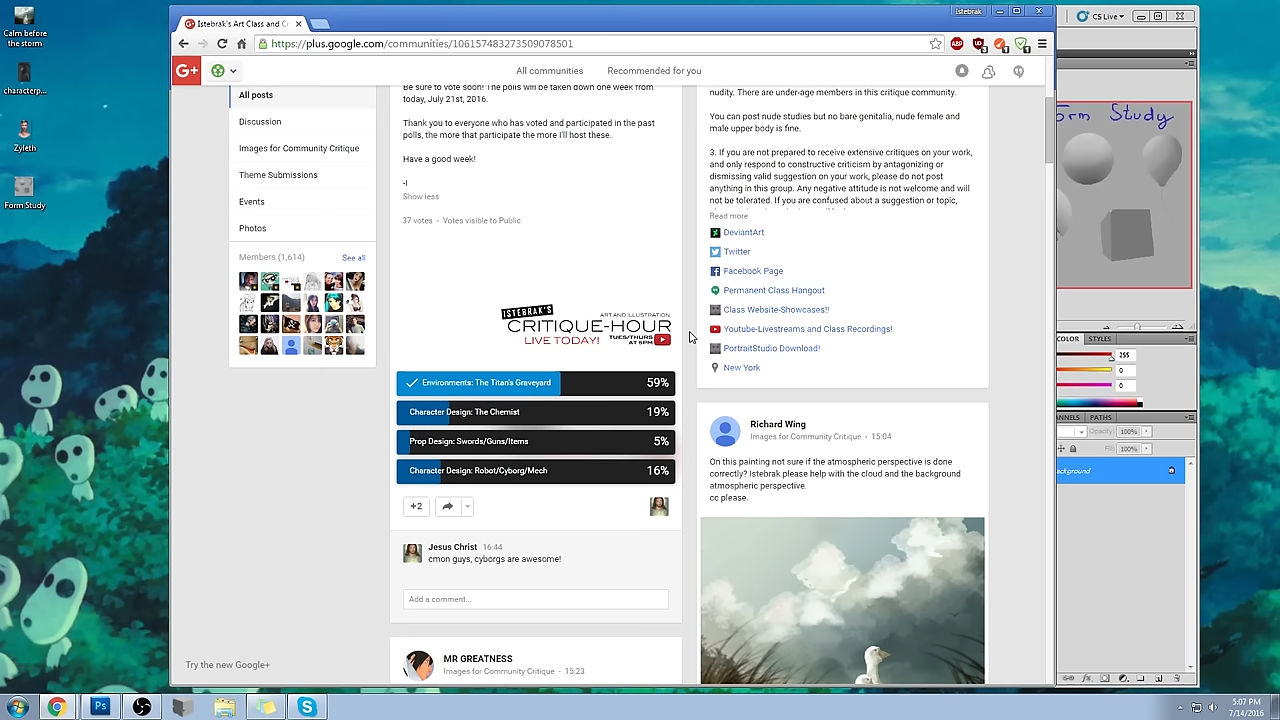 Calm before
the storm
characterp...
Zyleth
Form Study
Istebrak's Art Class and Cr
Istebrak
https://plus.google.com/communities/106157483273509078501
G+
All communities
Recommended for you
All posts
Discussion
Images for Community Critique
Theme Submissions
Events
Photos
Members (1,614)
See all
Try the new Google+
Be sure to vote soon! The polls will be taken down one week from
today, July 21st, 2016.
Thank you to everyone who has voted and participated in the past
polls, the more that participate the more I'll host these.
Have a good week!
-I
Show less
37 votes - Votes visible to Public
ISTEBRAK'S
ART AND ILLUSTRATION
CRITIQUE-HOUR
LIVE TODAY!
TUES/THURS
AT 5PM
Environments: The Titan's Graveyard 59%
Character Design: The Chemist 19%
Prop Design: Swords/Guns/Items 5%
Character Design: Robot/Cyborg/Mech 16%
+2
Jesus Christ 16:44
cmon guys, cyborgs are awesome!
Add a comment...
MR GREATNESS
Images for Community Critique - 15:23
nudity. There are under-age members in this critique community.
You can post nude studies but no bare genitalia, nude female and
male upper body is fine.
3. If you are not prepared to receive extensive critiques on your work,
and only respond to constructive criticism by antagonizing or
dismissing valid suggestion on your work, please do not post
anything in this group. Any negative attitude is not welcome and will
not be tolerated. If you are confused about a suggestion or topic,
Read more
DeviantArt
Twitter
Facebook Page
Permanent Class Hangout
Class Website-Showcases!!
Youtube-Livestreams and Class Recordings!
PortraitStudio Download!
New York
Richard Wing
Images for Community Critique - 15:04
On this painting not sure if the atmospheric perspective is done
correctly? Istebrak please help with the cloud and the background
atmospheric perspective.
cc please.
CS Live
orm Study
COLOR STYLES
255
0
0
ANNELS PATHS
Opacity: 100%
Fill: 100%
ackground
5:07 PM
7/14/2016